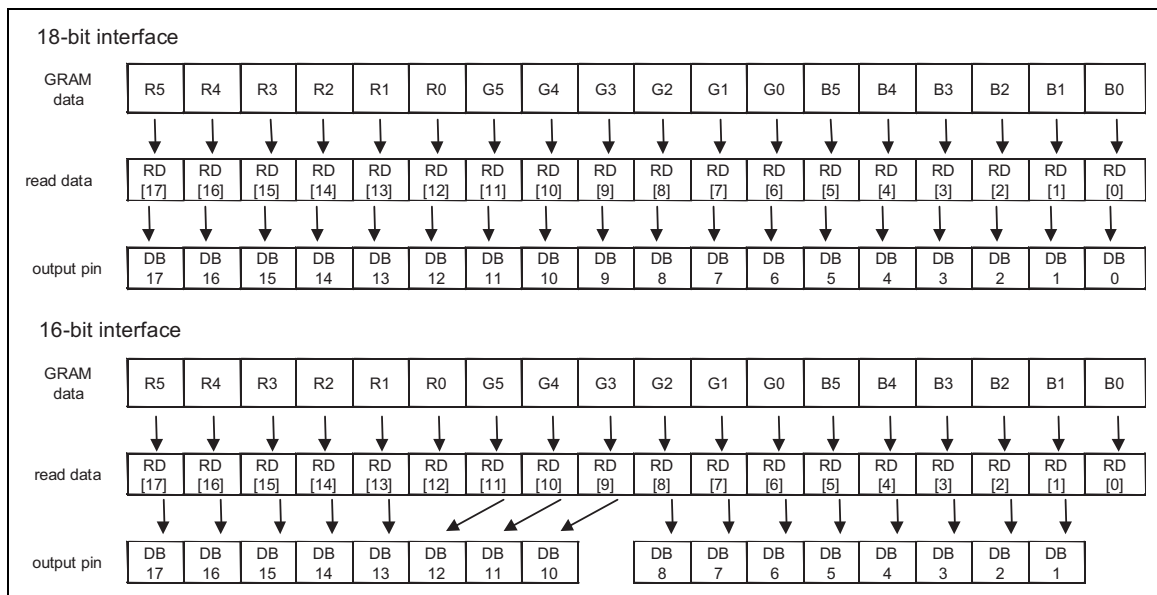 18-bit interface
GRAM data R5 R4 R3 R2 R1 R0 G5 G4 G3 G2 G1 G0 B5 B4 B3 B2 B1 B0
read data RD [17] RD [16] RD [15] RD [14] RD [13] RD [12] RD [11] RD [10] RD [9] RD [8] RD [7] RD [6] RD [5] RD [4] RD [3] RD [2] RD [1] RD [0]
output pin DB 17 DB 16 DB 15 DB 14 DB 13 DB 12 DB 11 DB 10 DB 9 DB 8 DB 7 DB 6 DB 5 DB 4 DB 3 DB 2 DB 1 DB 0
16-bit interface
GRAM data R5 R4 R3 R2 R1 R0 G5 G4 G3 G2 G1 G0 B5 B4 B3 B2 B1 B0
read data RD [17] RD [16] RD [15] RD [14] RD [13] RD [12] RD [11] RD [10] RD [9] RD [8] RD [7] RD [6] RD [5] RD [4] RD [3] RD [2] RD [1] RD [0]
output pin DB 17 DB 16 DB 15 DB 14 DB 13 DB 12 DB 11 DB 10 DB 8 DB 7 DB 6 DB 5 DB 4 DB 3 DB 2 DB 1